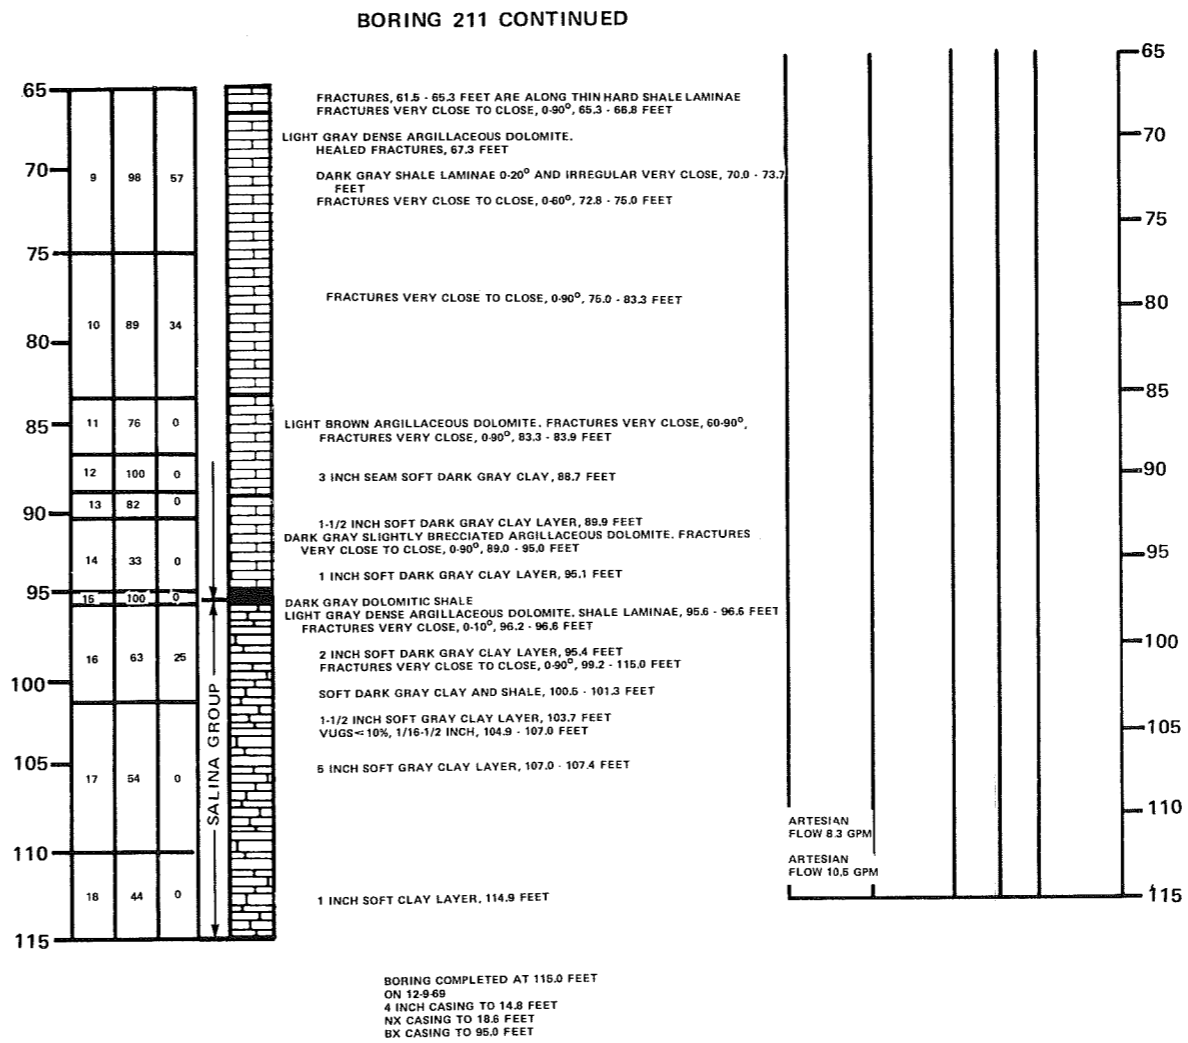 BORING 211 CONTINUED
65
70
75
80
85
90
95
100
105
110
115
9 98 57
10 89 34
11 76 0
12 100 0
13 82 0
14 33 0
15 100 0
16 63 25
17 54 0
18 44 0
SALINA GROUP
FRACTURES, 61.5 - 65.3 FEET ARE ALONG THIN HARD SHALE LAMINAE
FRACTURES VERY CLOSE TO CLOSE, 0-90°, 65.3 - 66.8 FEET
LIGHT GRAY DENSE ARGILLACEOUS DOLOMITE.
HEALED FRACTURES, 67.3 FEET
DARK GRAY SHALE LAMINAE 0-20° AND IRREGULAR VERY CLOSE, 70.0 - 73.7
FEET
FRACTURES VERY CLOSE TO CLOSE, 0-60°, 72.8 - 75.0 FEET
FRACTURES VERY CLOSE TO CLOSE, 0-90°, 75.0 - 83.3 FEET
LIGHT BROWN ARGILLACEOUS DOLOMITE. FRACTURES VERY CLOSE, 60-90°,
FRACTURES VERY CLOSE, 0-90°, 83.3 - 83.9 FEET
3 INCH SEAM SOFT DARK GRAY CLAY, 88.7 FEET
1-1/2 INCH SOFT DARK GRAY CLAY LAYER, 89.9 FEET
DARK GRAY SLIGHTLY BRECCIATED ARGILLACEOUS DOLOMITE. FRACTURES
VERY CLOSE TO CLOSE, 0-90°, 89.0 - 95.0 FEET
1 INCH SOFT DARK GRAY CLAY LAYER, 95.1 FEET
DARK GRAY DOLOMITIC SHALE
LIGHT GRAY DENSE ARGILLACEOUS DOLOMITE. SHALE LAMINAE, 95.6 - 96.6 FEET
FRACTURES VERY CLOSE, 0-10°, 96.2 - 96.6 FEET
2 INCH SOFT DARK GRAY CLAY LAYER, 95.4 FEET
FRACTURES VERY CLOSE TO CLOSE, 0-90°, 99.2 - 115.0 FEET
SOFT DARK GRAY CLAY AND SHALE, 100.5 - 101.3 FEET
1-1/2 INCH SOFT GRAY CLAY LAYER, 103.7 FEET
VUGS < 10%, 1/16-1/2 INCH, 104.9 - 107.0 FEET
5 INCH SOFT GRAY CLAY LAYER, 107.0 - 107.4 FEET
1 INCH SOFT CLAY LAYER, 114.9 FEET
ARTESIAN
FLOW 8.3 GPM
ARTESIAN
FLOW 10.5 GPM
65
70
75
80
85
90
95
100
105
110
115
BORING COMPLETED AT 115.0 FEET
ON 12-9-69
4 INCH CASING TO 14.8 FEET
NX CASING TO 18.6 FEET
BX CASING TO 95.0 FEET